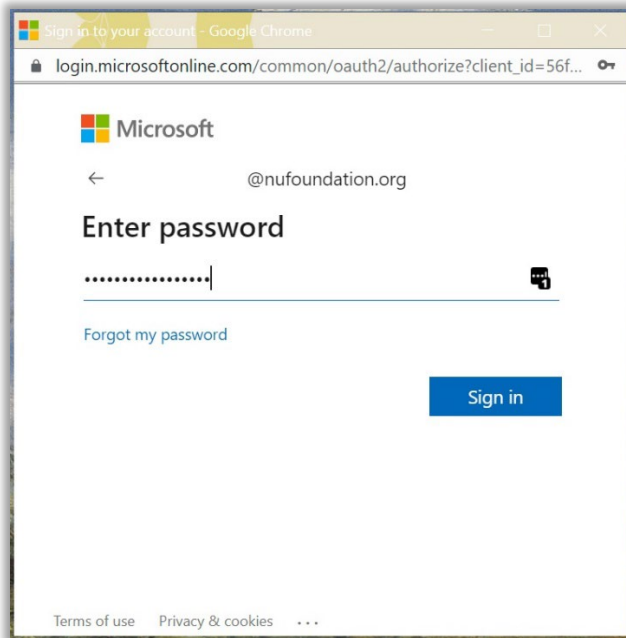 Sign in to your account - Google Chrome
login.microsoftonline.com/common/oauth2/authorize?client_id=56f...
Microsoft
@nufoundation.org
Enter password
•••••••••••••••••
Forgot my password
Sign in
Terms of use Privacy & cookies ...